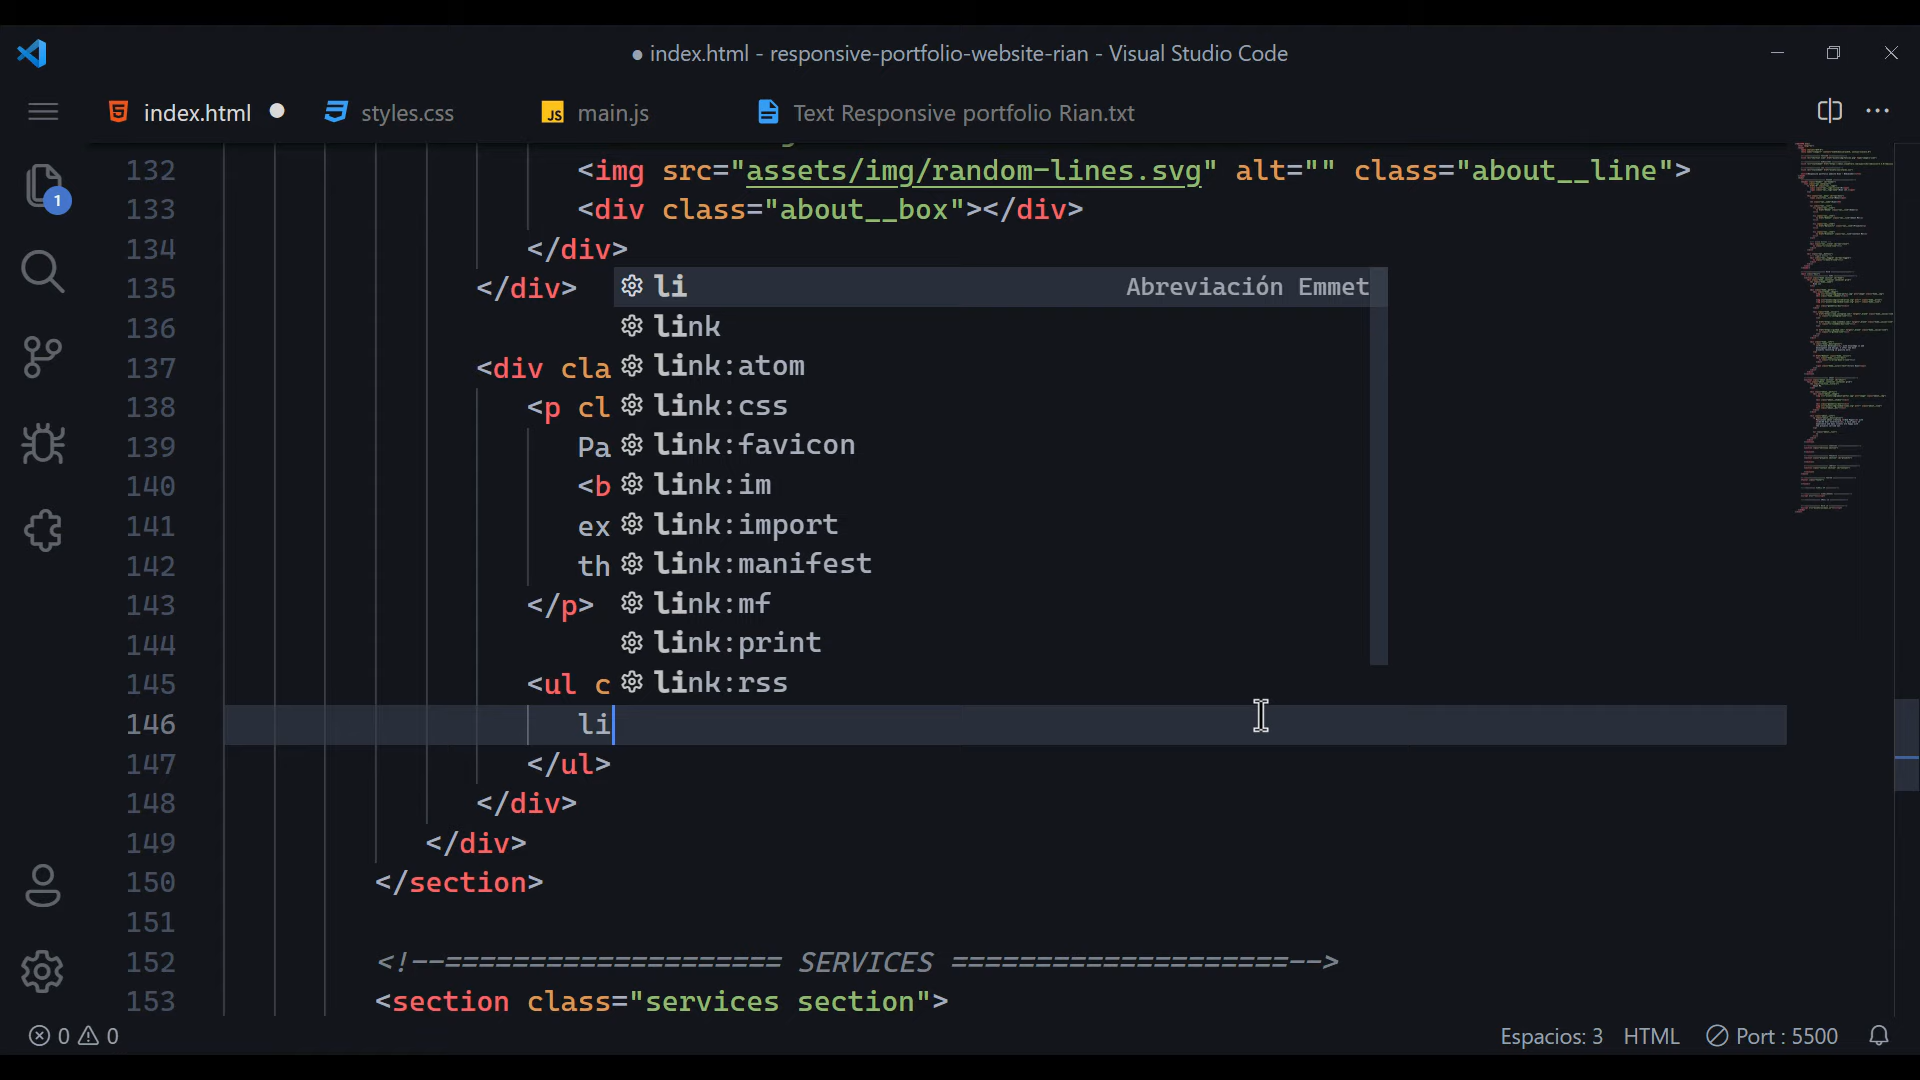 ● index.html - responsive-portfolio-website-rian - Visual Studio Code
index.html ● styles.css JS main.js Text Responsive portfolio Rian.txt ···
1
132 <img src="assets/img/random-lines.svg" alt="" class="about__line">
133 <div class="about__box"></div>
134 </div>
135 </div>
136
137 <div cla
138 <p cl
139 Pa
140 <b
141 ex
142 th
143 </p>
144
145 <ul c
146 li
147 </ul>
148 </div>
149 </div>
150 </section>
151
152 <!--==================== SERVICES ====================-->
153 <section class="services section">
li Abreviación Emmet
link
link:atom
link:css
link:favicon
link:im
link:import
link:manifest
link:mf
link:print
link:rss
0 0 Espacios: 3 HTML Port : 5500